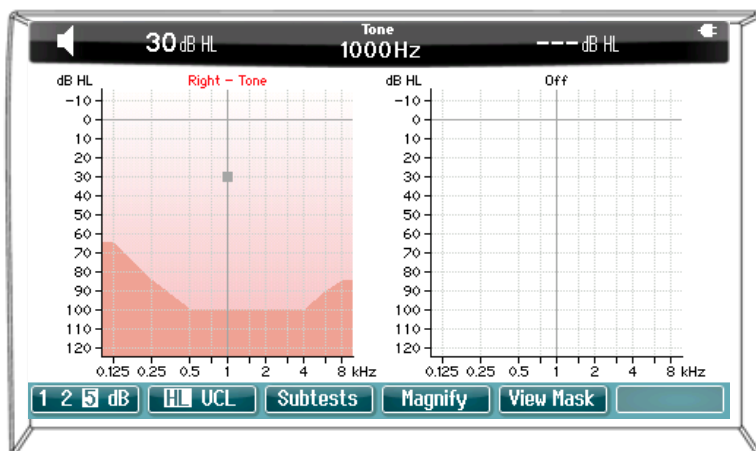 30 dB HL
Tone
1000Hz
--- dB HL
dB HL
Right - Tone
-10
0
10
20
30
40
50
60
70
80
90
100
110
120
0.125 0.25 0.5 1 2 4 8 kHz
dB HL
Off
-10
0
10
20
30
40
50
60
70
80
90
100
110
120
0.125 0.25 0.5 1 2 4 8 kHz
1 2 5 dB
HL UCL
Subtests
Magnify
View Mask